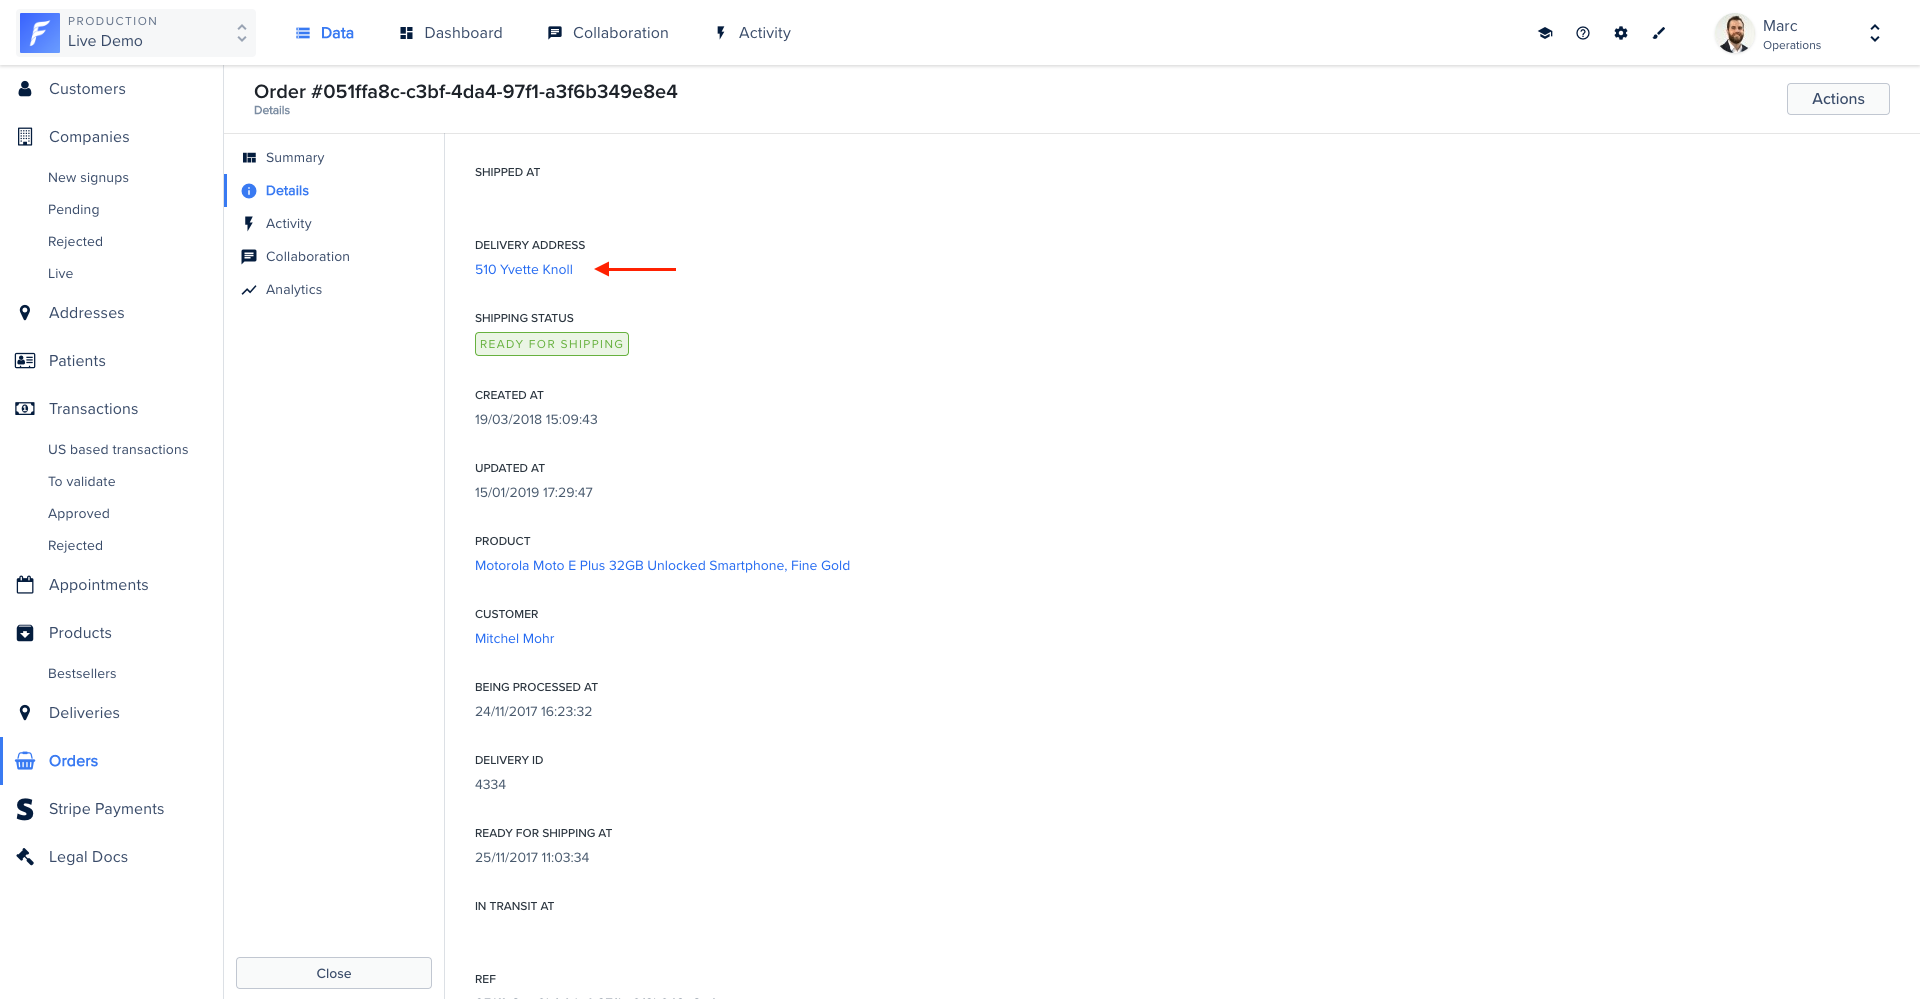 PRODUCTION
Live Demo
Data
Dashboard
Collaboration
Activity
Marc
Operations
Customers
Companies
New signups
Pending
Rejected
Live
Addresses
Patients
Transactions
US based transactions
To validate
Approved
Rejected
Appointments
Products
Bestsellers
Deliveries
Orders
Stripe Payments
Legal Docs
Order #051ffa8c-c3bf-4da4-97f1-a3f6b349e8e4
Details
Actions
Summary
Details
Activity
Collaboration
Analytics
Close
SHIPPED AT
DELIVERY ADDRESS
510 Yvette Knoll
SHIPPING STATUS
READY FOR SHIPPING
CREATED AT
19/03/2018 15:09:43
UPDATED AT
15/01/2019 17:29:47
PRODUCT
Motorola Moto E Plus 32GB Unlocked Smartphone, Fine Gold
CUSTOMER
Mitchel Mohr
BEING PROCESSED AT
24/11/2017 16:23:32
DELIVERY ID
4334
READY FOR SHIPPING AT
25/11/2017 11:03:34
IN TRANSIT AT
REF